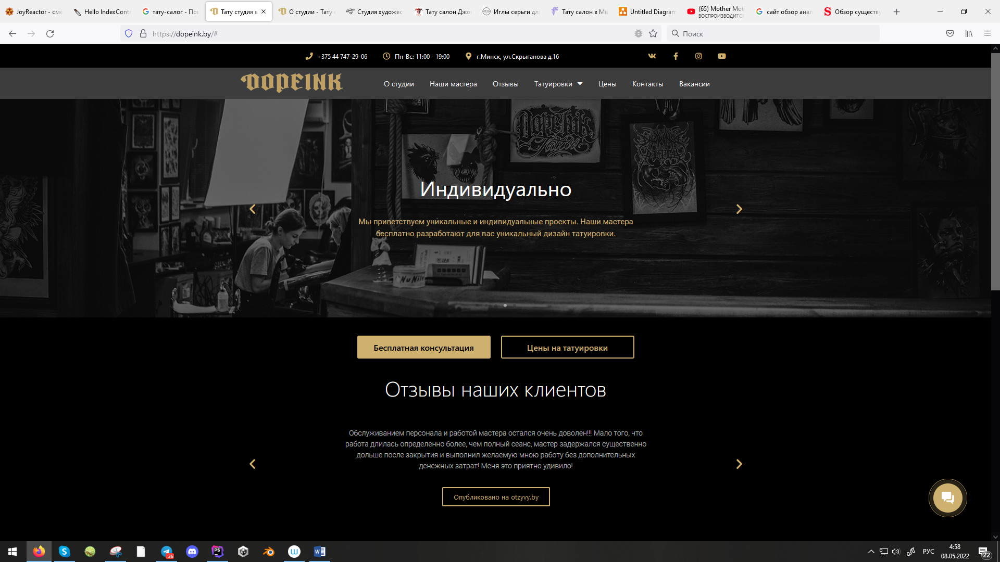 JoyReactor - сме
Hello IndexCont
тату-салог - По
Тату студия в
О студии - Тату
Студия художес
Тату салон Джо
Иглы серьги дл
Тату салон в Ми
Untitled Diagram
(65) Mother Mot
ВОСПРОИЗВОДИТС
сайт обзор анал
Обзор существу
https://dopeink.by/#
Поиск
+375 44 747-29-06
Пн-Вс: 11:00 - 19:00
г.Минск, ул.Скрыганова д.16
DOPEINK
О студии
Наши мастера
Отзывы
Татуировки
Цены
Контакты
Вакансии
DopeInk
Tattoo
Индивидуально
Мы приветствуем уникальные и индивидуальные проекты. Наши мастера
бесплатно разработают для вас уникальный дизайн татуировки.
NuNile
Бесплатная консультация
Цены на татуировки
Отзывы наших клиентов
Обслуживанием персонала и работой мастера остался очень доволен!!! Мало того, что
работа длилась определенно более, чем полный сеанс, мастер задержался существенно
дольше после закрытия и выполнил желаемую мною работу без дополнительных
денежных затрат! Меня это приятно удивило!
Опубликовано на otzyvy.by
36
РУС
4:58
08.05.2022
22